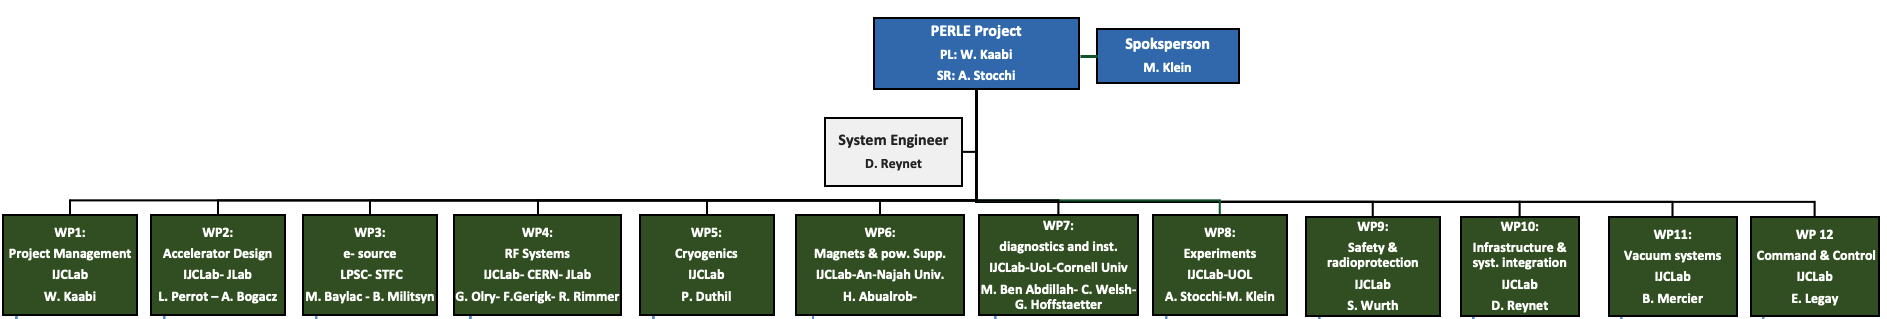 PERLE Project
PL: W. Kaabi
SR: A. Stocchi
Spoksperson
M. Klein
System Engineer
D. Reynet
WP1:
Project Management
IJCLab
W. Kaabi
WP2:
Accelerator Design
IJCLab- JLab
L. Perrot – A. Bogacz
WP3:
e- source
LPSC- STFC
M. Baylac - B. Militsyn
WP4:
RF Systems
IJCLab- CERN- JLab
G. Olry- F.Gerigk- R. Rimmer
WP5:
Cryogenics
IJCLab
P. Duthil
WP6:
Magnets & pow. Supp.
IJCLab-An-Najah Univ.
H. Abualrob-
WP7:
diagnostics and inst.
IJCLab-UoL-Cornell Univ
M. Ben Abdillah- C. Welsh-
G. Hoffstaetter
WP8:
Experiments
IJCLab-UOL
A. Stocchi-M. Klein
WP9:
Safety &
radioprotection
IJCLab
S. Wurth
WP10:
Infrastructure &
syst. integration
IJCLab
D. Reynet
WP11:
Vacuum systems
IJCLab
B. Mercier
WP 12
Command & Control
IJCLab
E. Legay